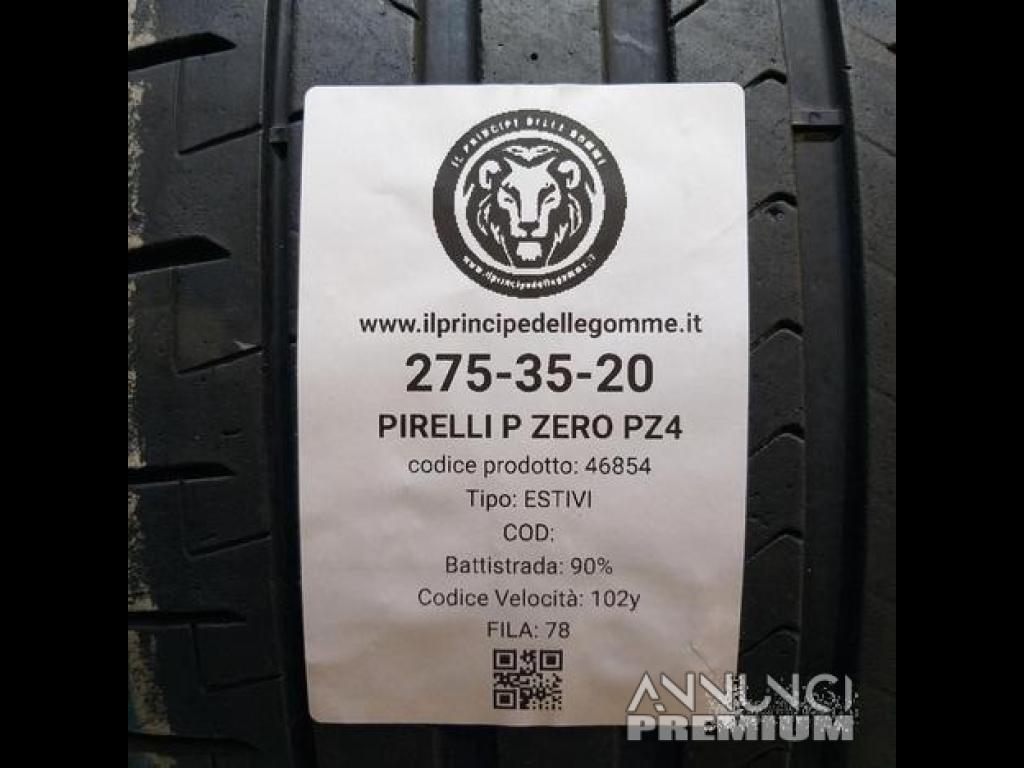 IL PRINCIPE DELLE GOMME
www.ilprincipedellegomme.it
www.ilprincipedellegomme.it
275-35-20
PIRELLI P ZERO PZ4
codice prodotto: 46854
Tipo: ESTIVI
COD:
Battistrada: 90%
Codice Velocità: 102y
FILA: 78
ANNUNCI
PREMIUM